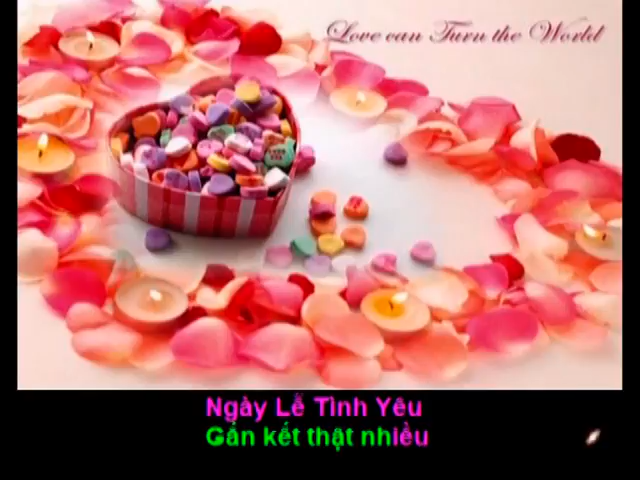 Love can Turn the World
Ngày Lễ Tình Yêu
Gắn kết thật nhiều